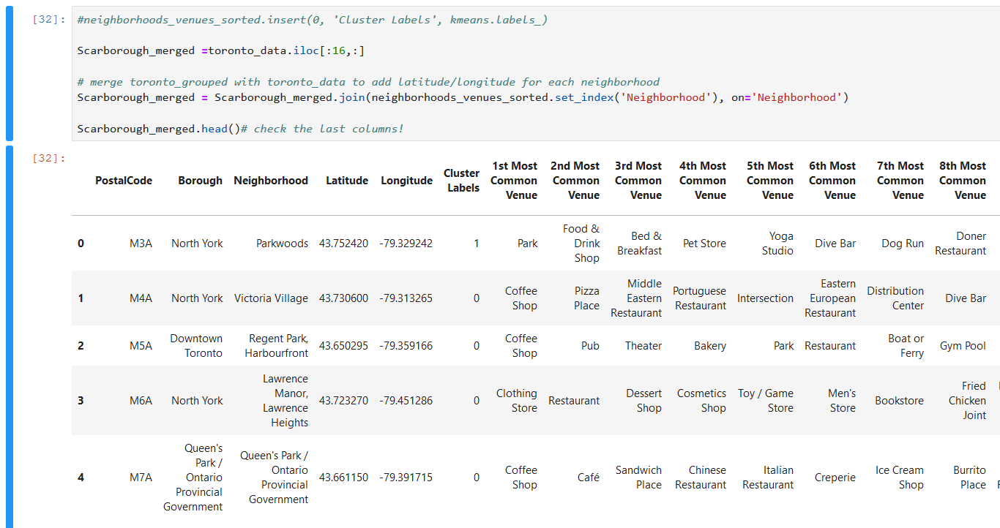 [32]: #neighborhoods_venues_sorted.insert(0, 'Cluster Labels', kmeans.labels_)
Scarborough_merged =toronto_data.iloc[:16,:]
# merge toronto_grouped with toronto_data to add latitude/longitude for each neighborhood
Scarborough_merged = Scarborough_merged.join(neighborhoods_venues_sorted.set_index('Neighborhood'), on='Neighborhood')
Scarborough_merged.head()# check the last columns!
[32]:
PostalCode
Borough
Neighborhood
Latitude
Longitude
Cluster
Labels
1st Most
Common
Venue
2nd Most
Common
Venue
3rd Most
Common
Venue
4th Most
Common
Venue
5th Most
Common
Venue
6th Most
Common
Venue
7th Most
Common
Venue
8th Most
Common
Venue
0
M3A
North York
Parkwoods
43.752420
-79.329242
1
Park
Food &
Drink
Shop
Bed &
Breakfast
Pet Store
Yoga
Studio
Dive Bar
Dog Run
Doner
Restaurant
1
M4A
North York
Victoria Village
43.730600
-79.313265
0
Coffee
Shop
Pizza
Place
Middle
Eastern
Restaurant
Portuguese
Restaurant
Intersection
Eastern
European
Restaurant
Distribution
Center
Dive Bar
2
M5A
Downtown
Toronto
Regent Park,
Harbourfront
43.650295
-79.359166
0
Coffee
Shop
Pub
Theater
Bakery
Park
Restaurant
Boat or
Ferry
Gym Pool
3
M6A
North York
Lawrence
Manor,
Lawrence
Heights
43.723270
-79.451286
0
Clothing
Store
Restaurant
Dessert
Shop
Cosmetics
Shop
Toy / Game
Store
Men's
Store
Bookstore
Fried
Chicken
Joint
4
M7A
Queen's
Park /
Ontario
Provincial
Government
Queen's Park /
Ontario
Provincial
Government
43.661150
-79.391715
0
Coffee
Shop
Café
Sandwich
Place
Chinese
Restaurant
Italian
Restaurant
Creperie
Ice Cream
Shop
Burrito
Place